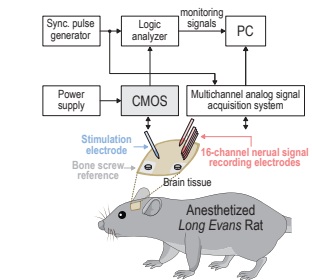 monitoring
signals
Sync. pulse
generator
Logic
analyzer
PC
Power
supply
CMOS
Multichannel analog signal
acquisition system
Stimulation
electrode
16-channel nerual signal
recording electrodes
Bone screw
reference
Brain tissue
Anesthetized
Long Evans Rat